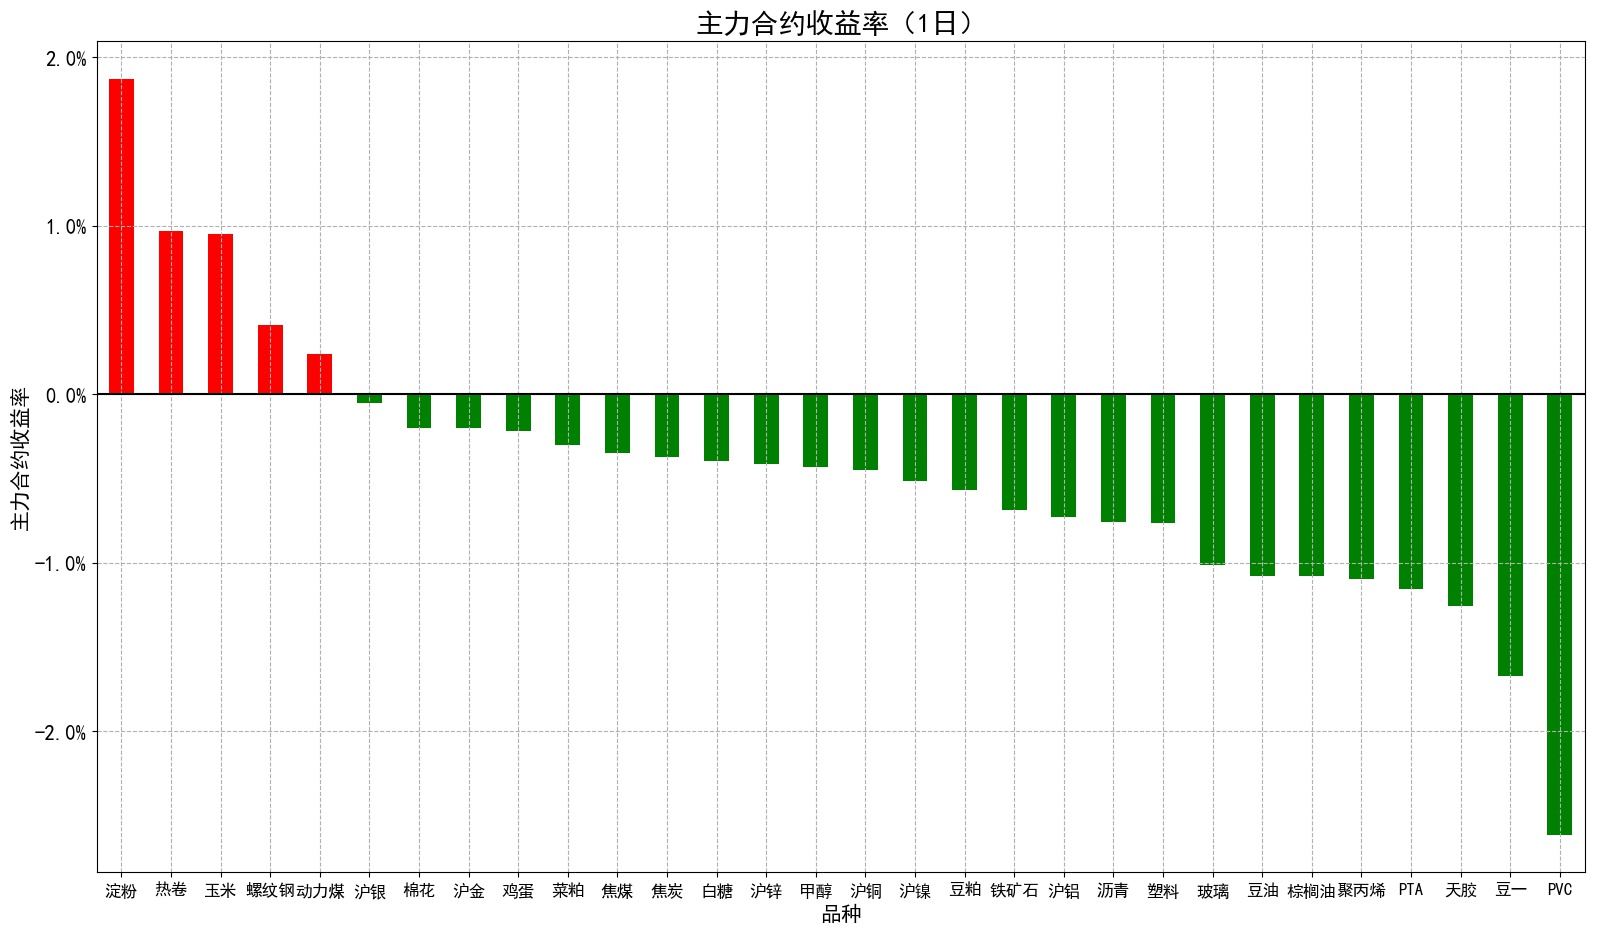 主力合约收益率（1日）
2.0%
1.0%
0.0%
−1.0%
−2.0%
主力合约收益率
淀粉 热卷 玉米 螺纹钢 动力煤 沪银 棉花 沪金 鸡蛋 菜粕 焦煤 焦炭 白糖 沪锌 甲醇 沪铜 沪镍 豆粕 铁矿石 沪铝 沥青 塑料 玻璃 豆油 棕榈油 聚丙烯 PTA 天胶 豆一 PVC
品种